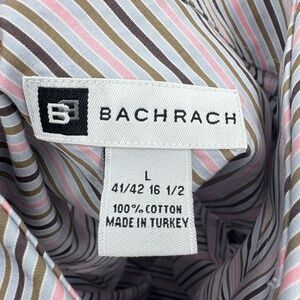 B BACHRACH
L
41/42 16 1/2
100% COTTON
MADE IN TURKEY